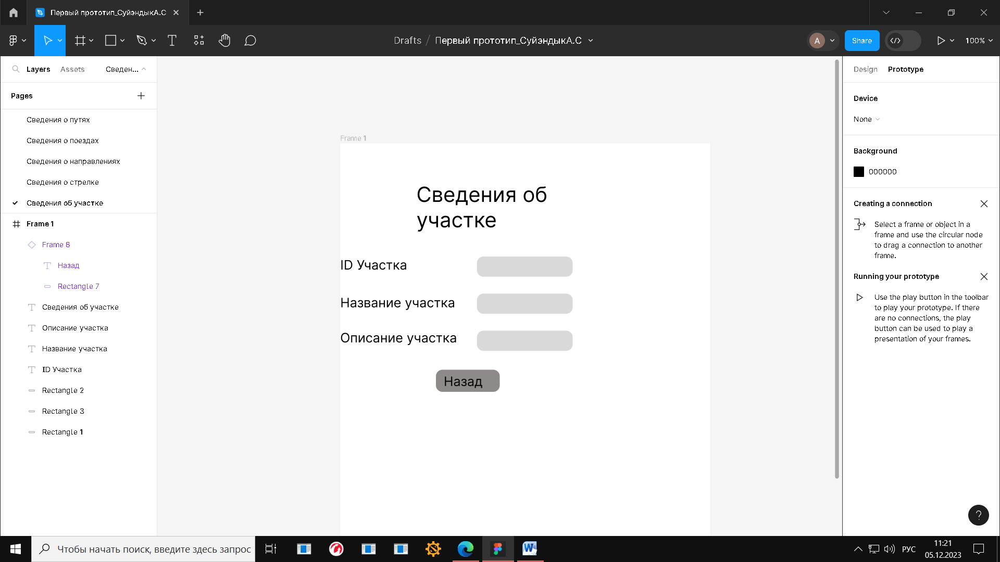 Первый прототип_СуйэндыкА.С
Drafts / Первый прототип_СуйэндыкА.С
A
Share
100%
Layers
Assets
Сведен...
Pages
Сведения о путях
Сведения о поездах
Сведения о направлениях
Сведения о стрелке
Сведения об участке
Frame 1
Frame 8
Назад
Rectangle 7
Сведения об участке
Описание участка
Название участка
ID Участка
Rectangle 2
Rectangle 3
Rectangle 1
Frame 1
Сведения об
участке
ID Участка
Название участка
Описание участка
Назад
Design
Prototype
Device
None
Background
000000
Creating a connection
Select a frame or object in a
frame and use the circular node
to drag a connection to another
frame.
Running your prototype
Use the play button in the toolbar
to play your prototype. If there
are no connections, the play
button can be used to play a
presentation of your frames.
?
Чтобы начать поиск, введите здесь запрос
РУС
11:21
05.12.2023